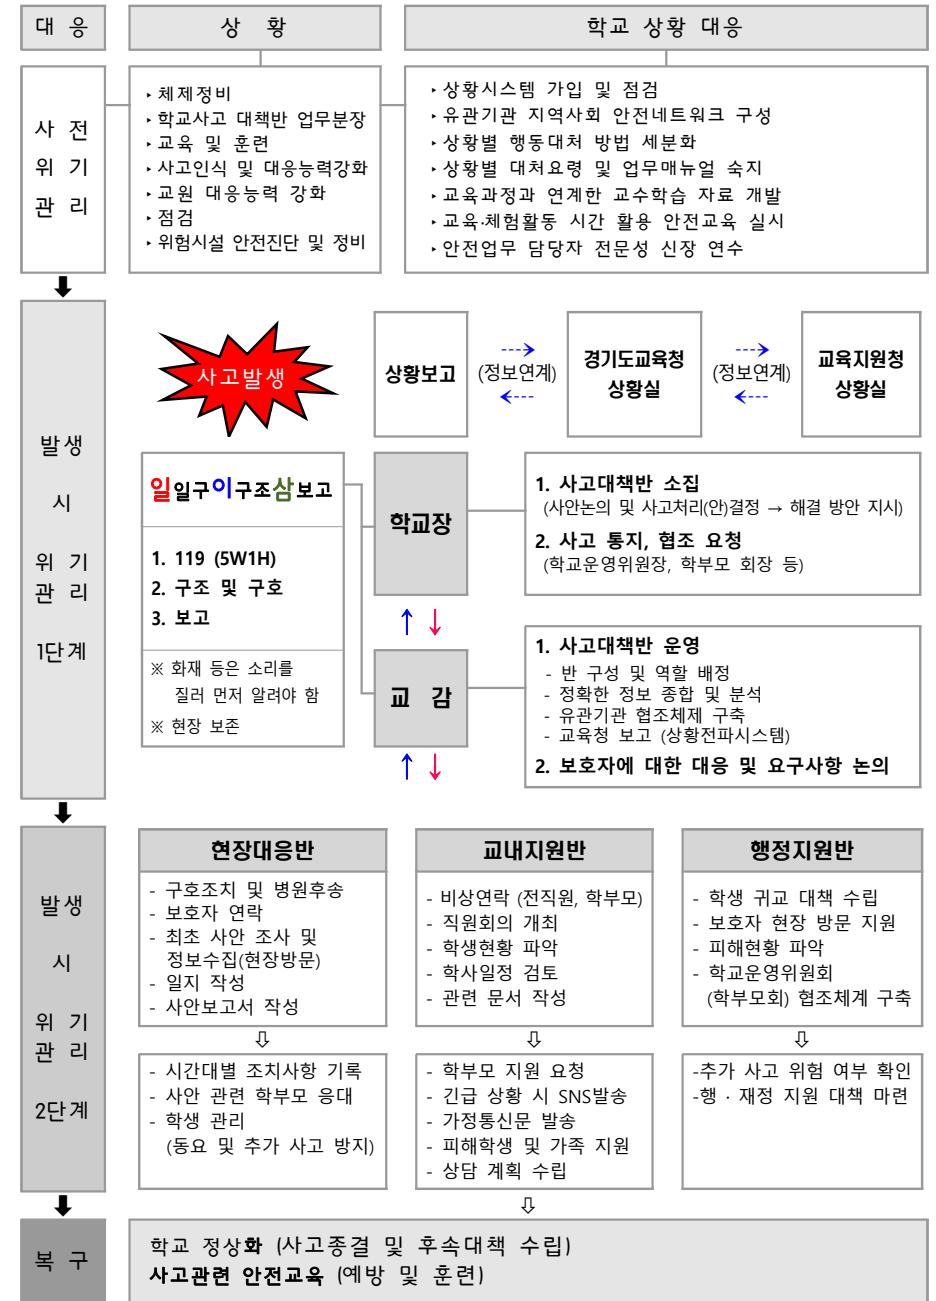 대 응
상 황
학교 상황 대응
사 전
위 기
관 리
‣체제정비
‣학교사고 대책반 업무분장
‣교육 및 훈련
‣사고인식 및 대응능력강화
‣교원 대응능력 강화
‣점검
‣위험시설 안전진단 및 정비
‣상황시스템 가입 및 점검
‣유관기관 지역사회 안전네트워크 구성
‣상황별 행동대처 방법 세분화
‣상황별 대처요령 및 업무매뉴얼 숙지
‣교육과정과 연계한 교수학습 자료 개발
‣교육·체험활동 시간 활용 안전교육 실시
‣안전업무 담당자 전문성 신장 연수
발생
시
위 기
관 리
1단계
사고발생
상황보고
(정보연계)
경기도교육청
상황실
(정보연계)
교육지원청
상황실
일일구이구조삼보고
1. 119 (5W1H)
2. 구조 및 구호
3. 보고
※ 화재 등은 소리를
질러 먼저 알려야 함
※ 현장 보존
학교장
1. 사고대책반 소집
(사안논의 및 사고처리(안)결정 → 해결 방안 지시)
2. 사고 통지, 협조 요청
(학교운영위원장, 학부모 회장 등)
교 감
1. 사고대책반 운영
- 반 구성 및 역할 배정
- 정확한 정보 종합 및 분석
- 유관기관 협조체제 구축
- 교육청 보고 (상황전파시스템)
2. 보호자에 대한 대응 및 요구사항 논의
발생
시
위 기
관 리
2단계
현장대응반
- 구호조치 및 병원후송
- 보호자 연락
- 최초 사안 조사 및
정보수집(현장방문)
- 일지 작성
- 사안보고서 작성
교내지원반
- 비상연락 (전직원, 학부모)
- 직원회의 개최
- 학생현황 파악
- 학사일정 검토
- 관련 문서 작성
행정지원반
- 학생 귀교 대책 수립
- 보호자 현장 방문 지원
- 피해현황 파악
- 학교운영위원회
(학부모회) 협조체계 구축
- 시간대별 조치사항 기록
- 사안 관련 학부모 응대
- 학생 관리
(동요 및 추가 사고 방지)
- 학부모 지원 요청
- 긴급 상황 시 SNS발송
- 가정통신문 발송
- 피해학생 및 가족 지원
- 상담 계획 수립
-추가 사고 위험 여부 확인
-행 · 재정 지원 대책 마련
복 구
학교 정상화 (사고종결 및 후속대책 수립)
사고관련 안전교육 (예방 및 훈련)